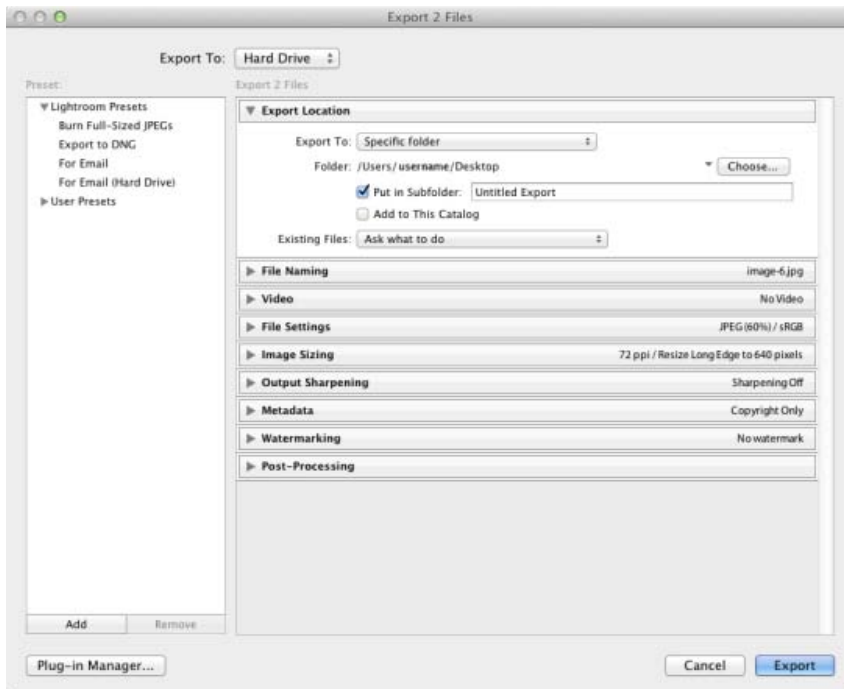 Export 2 Files
Export To: Hard Drive
Preset:
Export 2 Files
Lightroom Presets
Burn Full-Sized JPEGs
Export to DNG
For Email
For Email (Hard Drive)
User Presets
Add
Remove
Export Location
Export To: Specific folder
Folder: /Users/username/Desktop Choose...
Put in Subfolder: Untitled Export
Add to This Catalog
Existing Files: Ask what to do
File Naming image-6.jpg
Video No Video
File Settings JPEG (60%) / sRGB
Image Sizing 72 ppi / Resize Long Edge to 640 pixels
Output Sharpening Sharpening Off
Metadata Copyright Only
Watermarking No watermark
Post-Processing
Plug-in Manager... Cancel Export